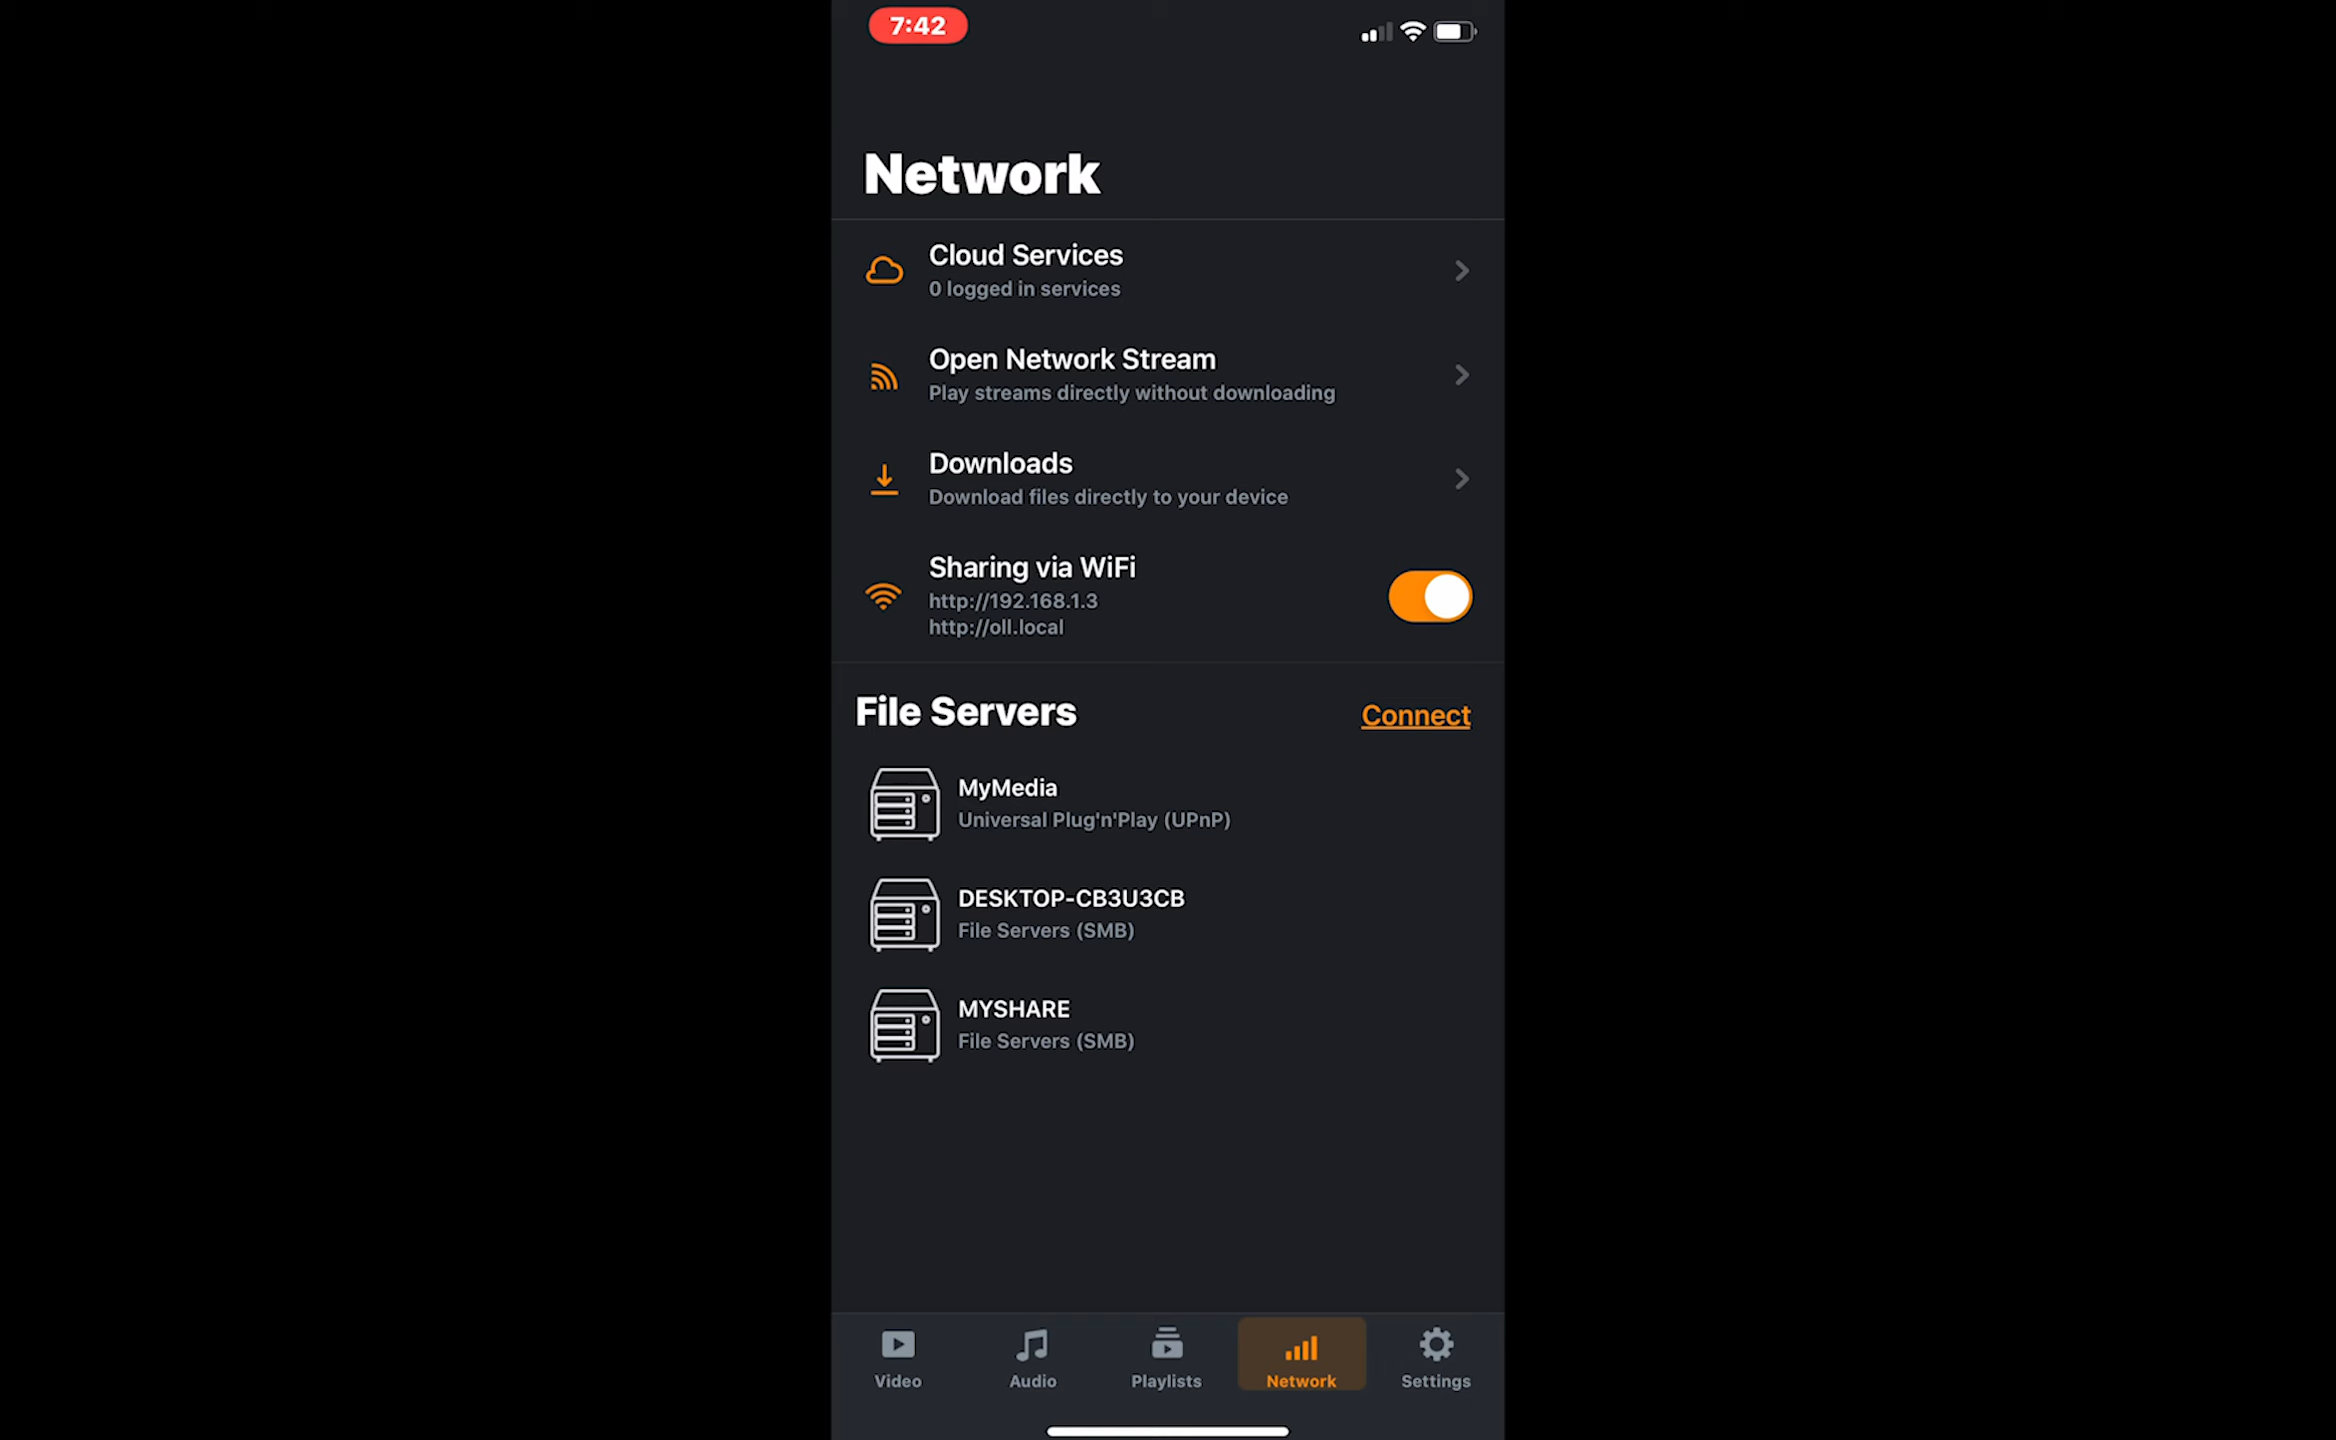 7:42
Network
Cloud Services
0 logged in services
Open Network Stream
Play streams directly without downloading
Downloads
Download files directly to your device
Sharing via WiFi
http://192.168.1.3
http://oll.local
File Servers
Connect
MyMedia
Universal Plug'n'Play (UPnP)
DESKTOP-CB3U3CB
File Servers (SMB)
MYSHARE
File Servers (SMB)
Video
Audio
Playlists
Network
Settings